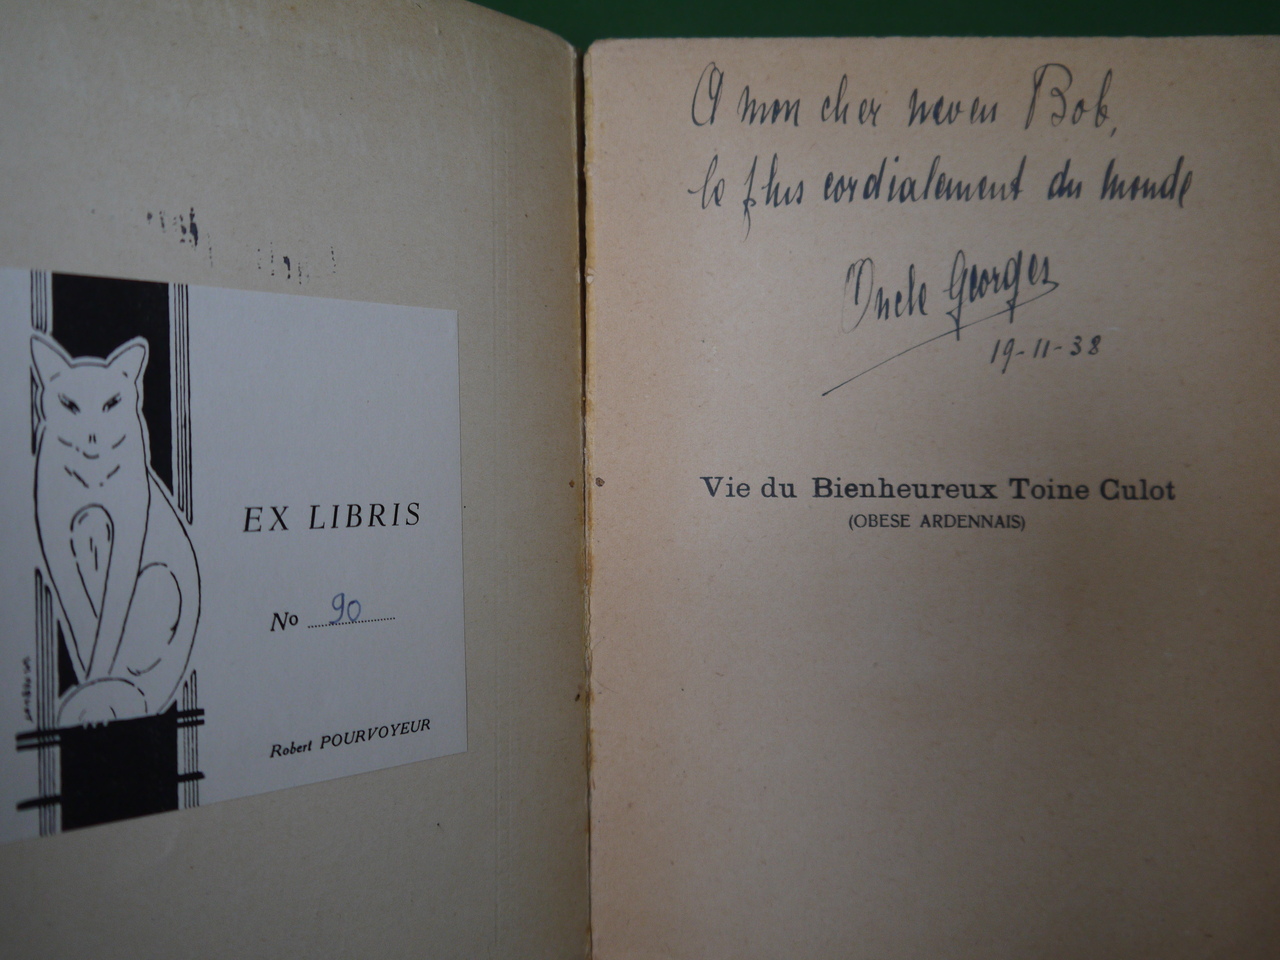 EX LIBRIS
No 90
Robert POURVOYEUR
A mon cher neveu Bob,
le plus cordialement du monde
Oncle Georges
19-11-38
Vie du Bienheureux Toine Culot
(OBESE ARDENNAIS)